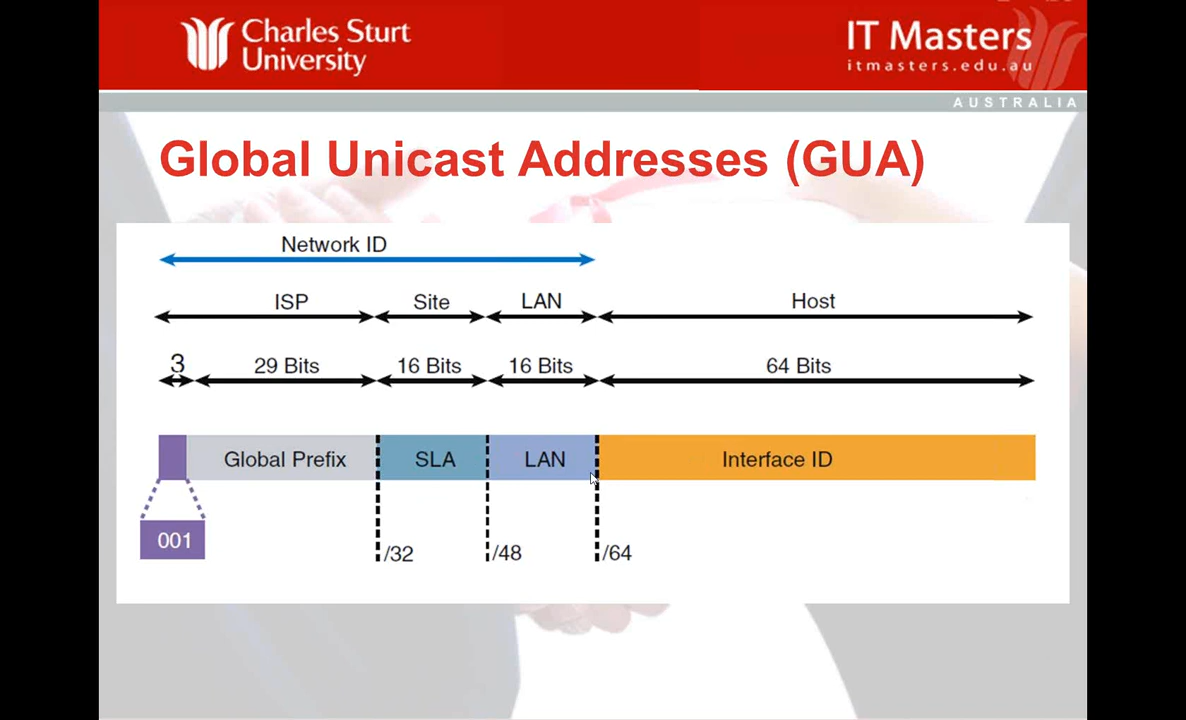 Charles Sturt
University
IT Masters
itmasters.edu.au
AUSTRALIA
Global Unicast Addresses (GUA)
Network ID
ISP Site LAN Host
3 29 Bits 16 Bits 16 Bits 64 Bits
Global Prefix SLA LAN Interface ID
001
/32 /48 /64